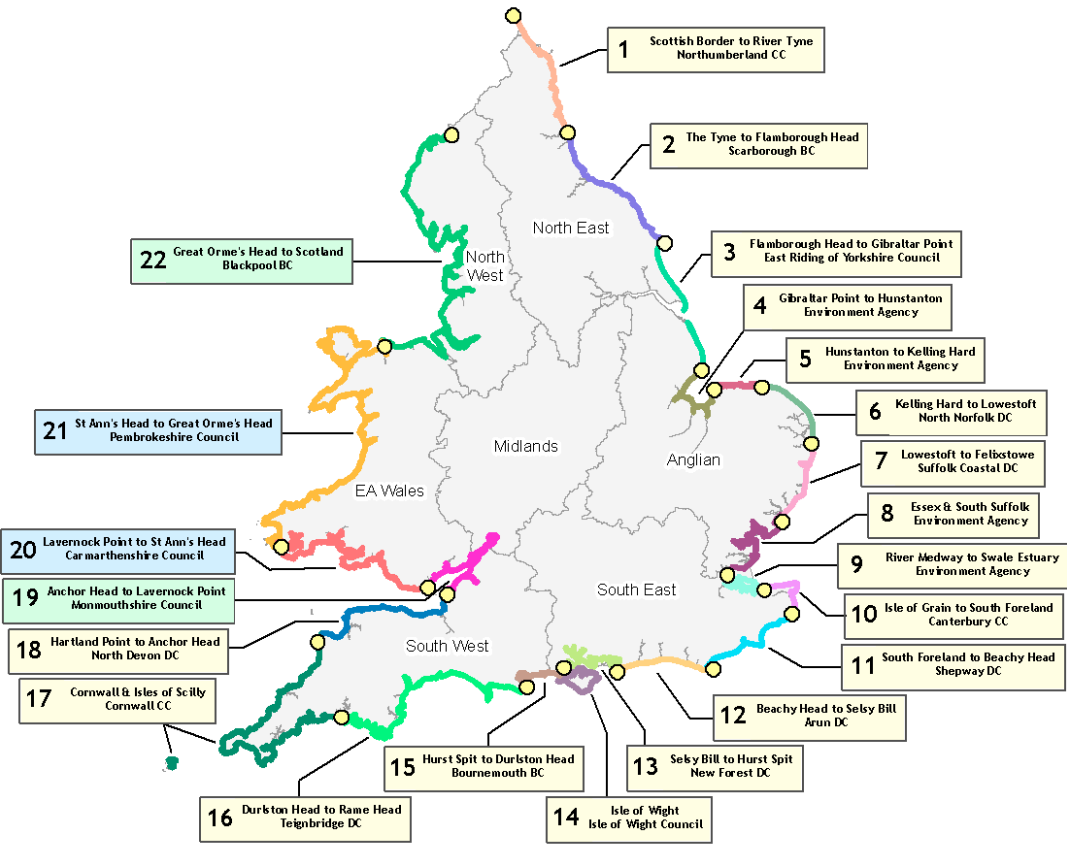 1 Scottish Border to River Tyne
Northumberland CC
2 The Tyne to Flamborough Head
Scarborough BC
3 Flamborough Head to Gibraltar Point
East Riding of Yorkshire Council
4 Gibraltar Point to Hunstanton
Environment Agency
5 Hunstanton to Kelling Hard
Environment Agency
6 Kelling Hard to Lowestoft
North Norfolk DC
7 Lowestoft to Felixstowe
Suffolk Coastal DC
8 Essex & South Suffolk
Environment Agency
9 River Medway to Swale Estuary
Environment Agency
10 Isle of Grain to South Foreland
Canterbury CC
11 South Foreland to Beachy Head
Shepway DC
12 Beachy Head to Selsy Bill
Arun DC
13 Selsy Bill to Hurst Spit
New Forest DC
14 Isle of Wight
Isle of Wight Council
15 Hurst Spit to Durlston Head
Bournemouth BC
16 Durlston Head to Rame Head
Teignbridge DC
17 Cornwall & Isles of Scilly
Cornwall CC
18 Hartland Point to Anchor Head
North Devon DC
19 Anchor Head to Lavernock Point
Monmouthshire Council
20 Lavernock Point to St Ann's Head
Carmarthenshire Council
21 St Ann's Head to Great Orme's Head
Pembrokeshire Council
22 Great Orme's Head to Scotland
Blackpool BC
North East
North
West
Midlands
Anglian
EA Wales
South East
South West